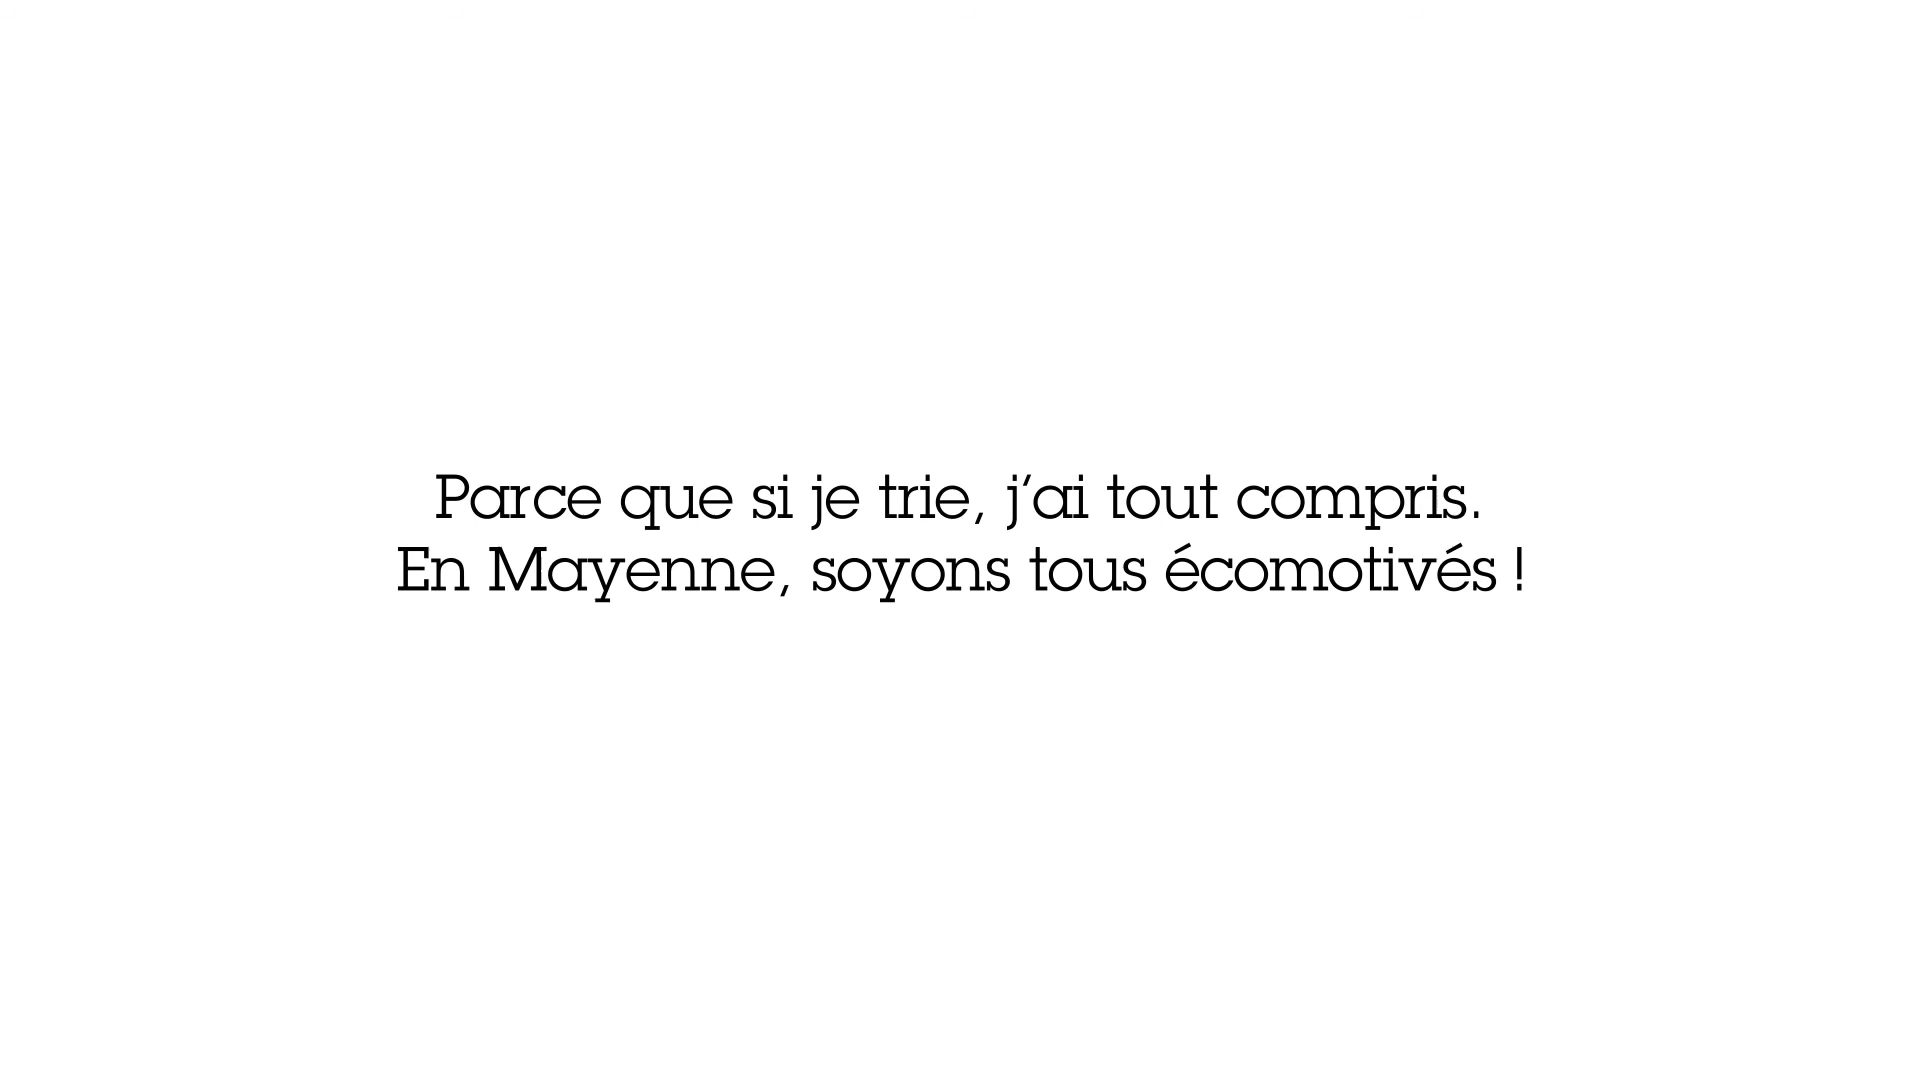 Parce que si je trie, j’ai tout compris.
En Mayenne, soyons tous écomotivés !